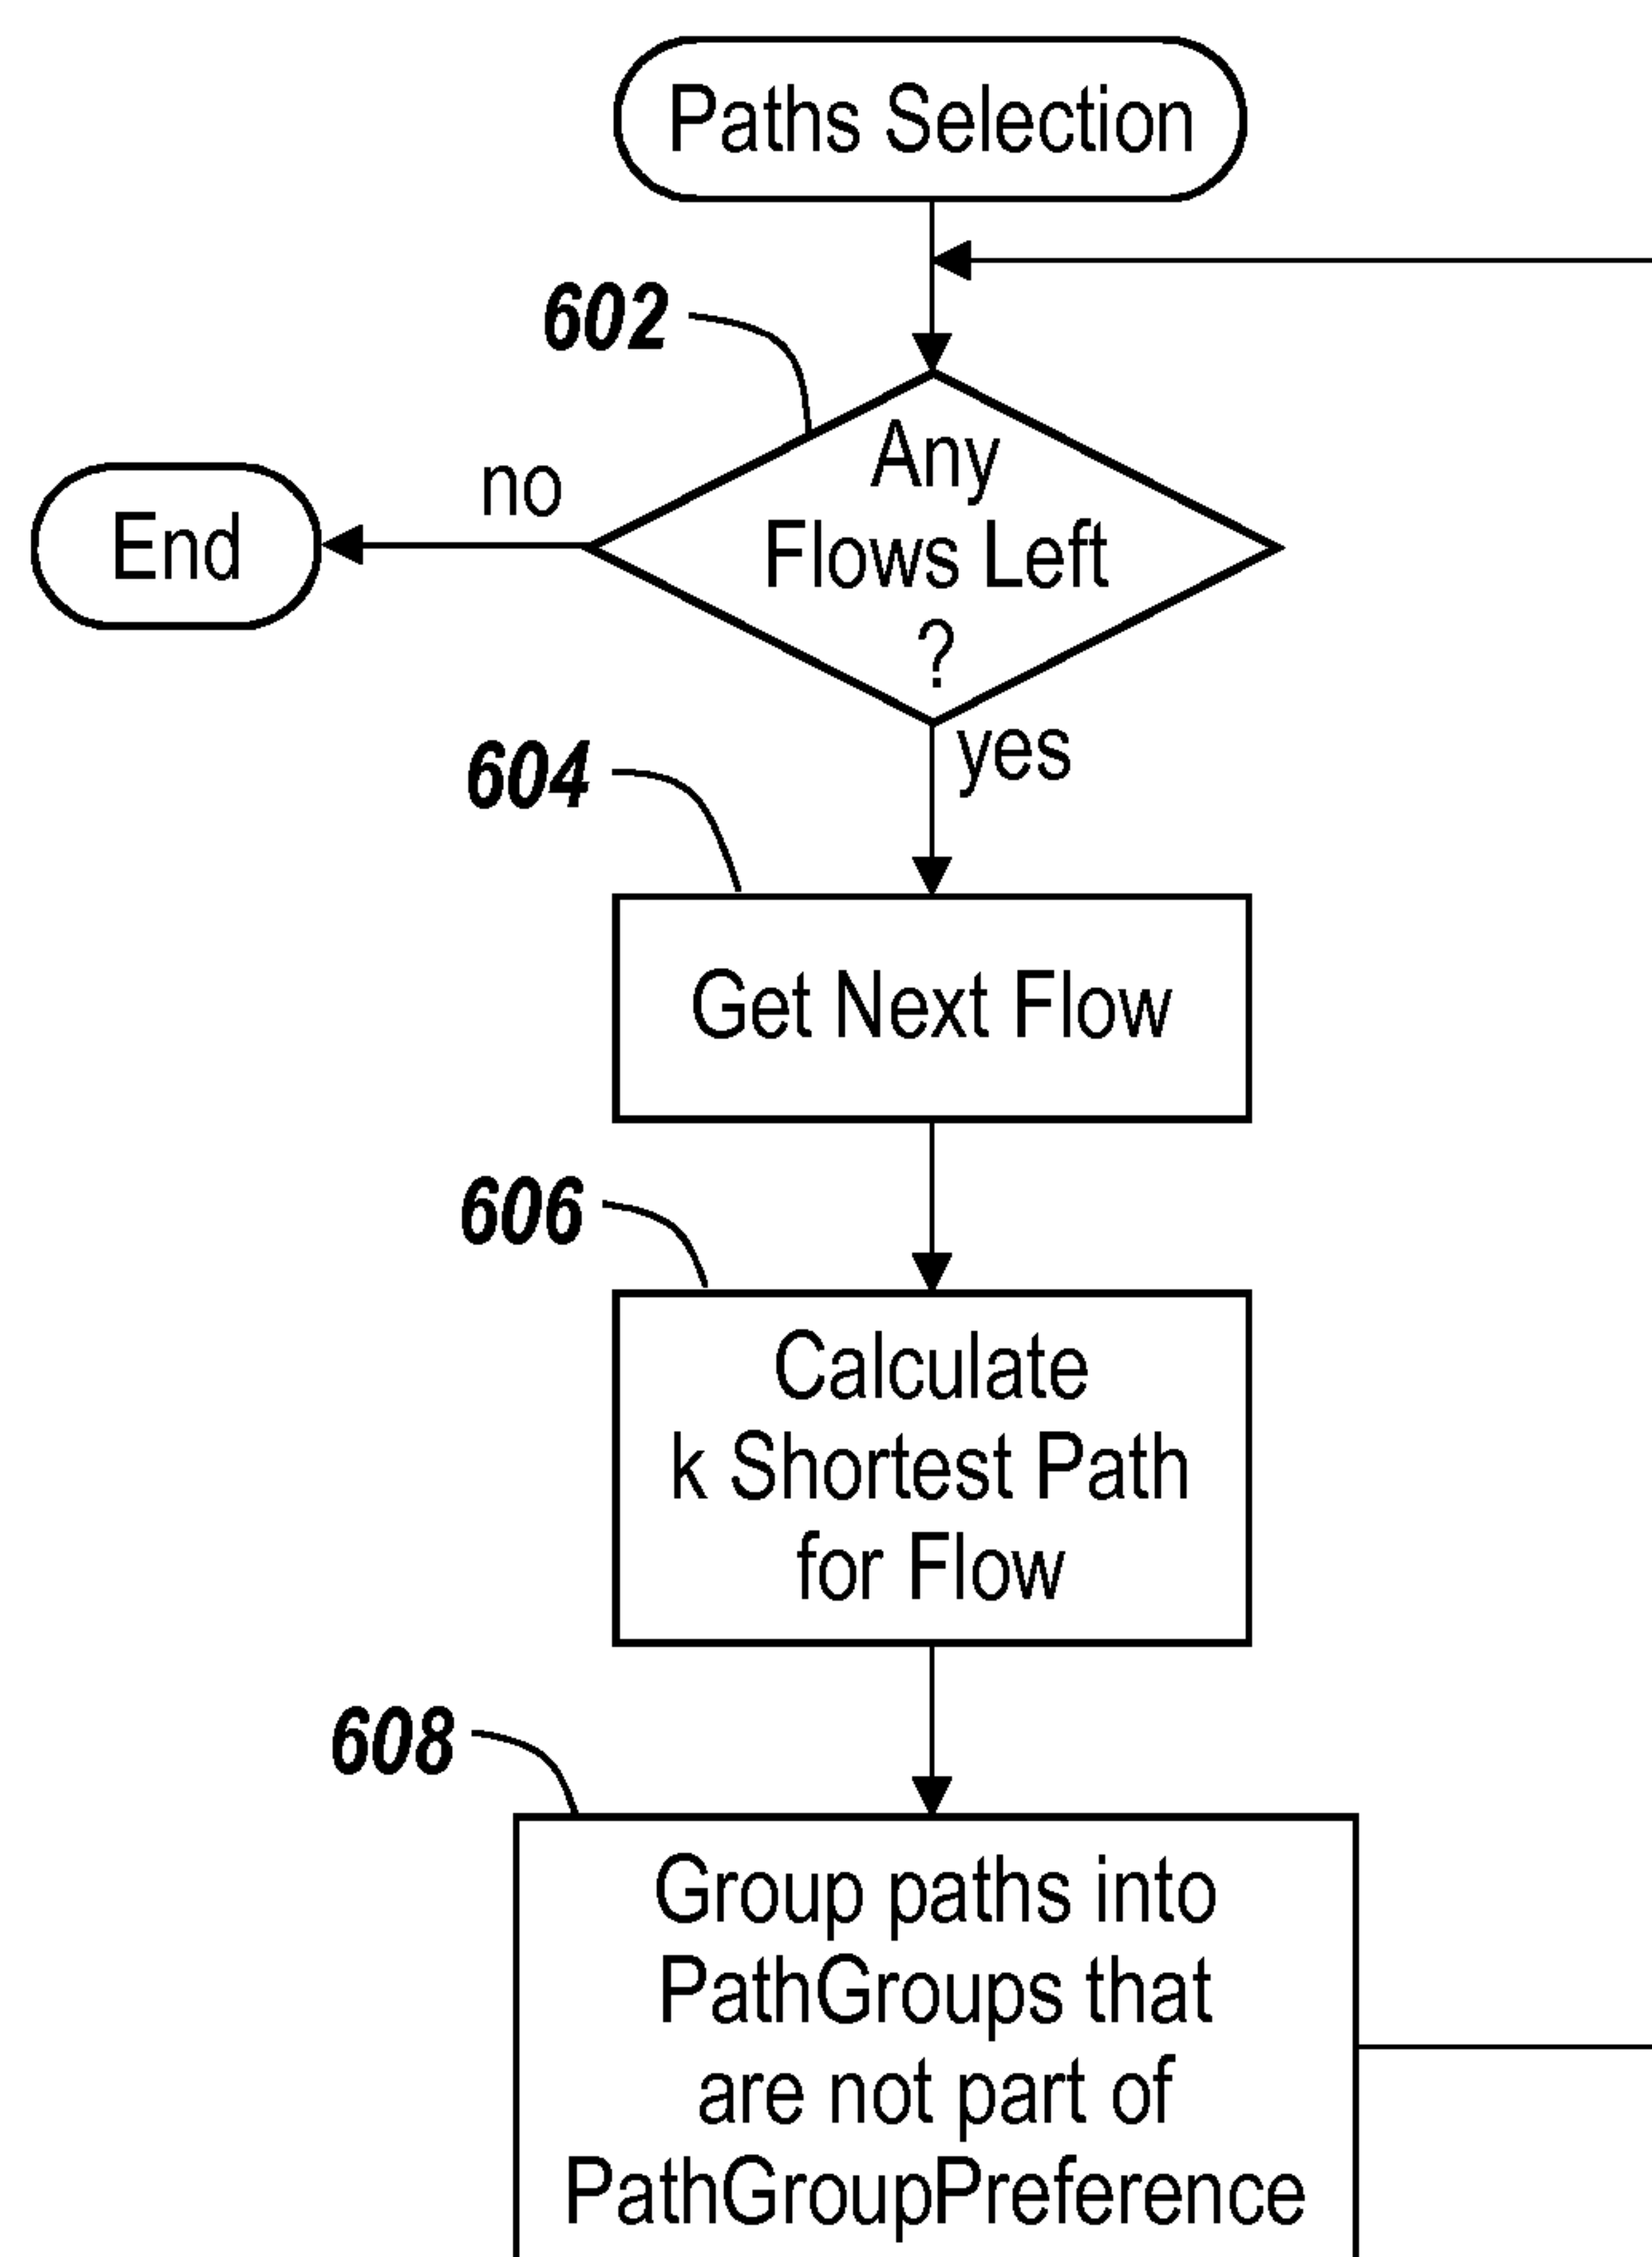 Paths Selection
602
Any
Flows Left
?
no
End
yes
604
Get Next Flow
606
Calculate
k Shortest Path
for Flow
608
Group paths into
PathGroups that
are not part of
PathGroupPreference